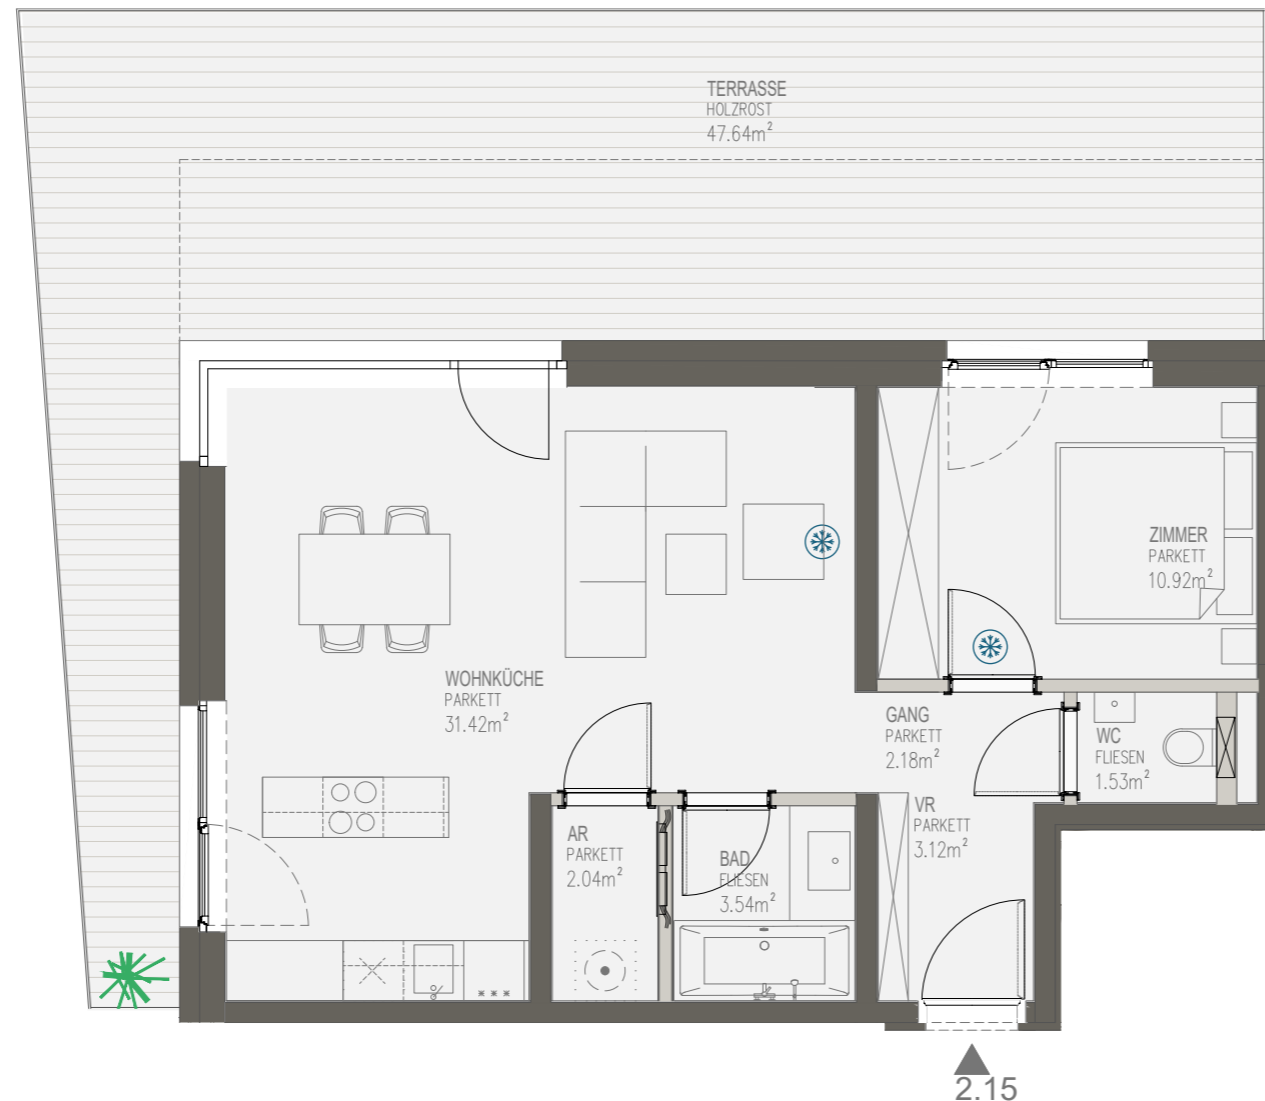 TERRASSE
HOLZROST
47.64m²
ZIMMER
PARKETT
10.92m²
WOHNKÜCHE
PARKETT
31.42m²
GANG
PARKETT
2.18m²
WC
FLIESEN
1.53m²
VR
PARKETT
3.12m²
AR
PARKETT
2.04m²
BAD
FLIESEN
3.54m²
2.15